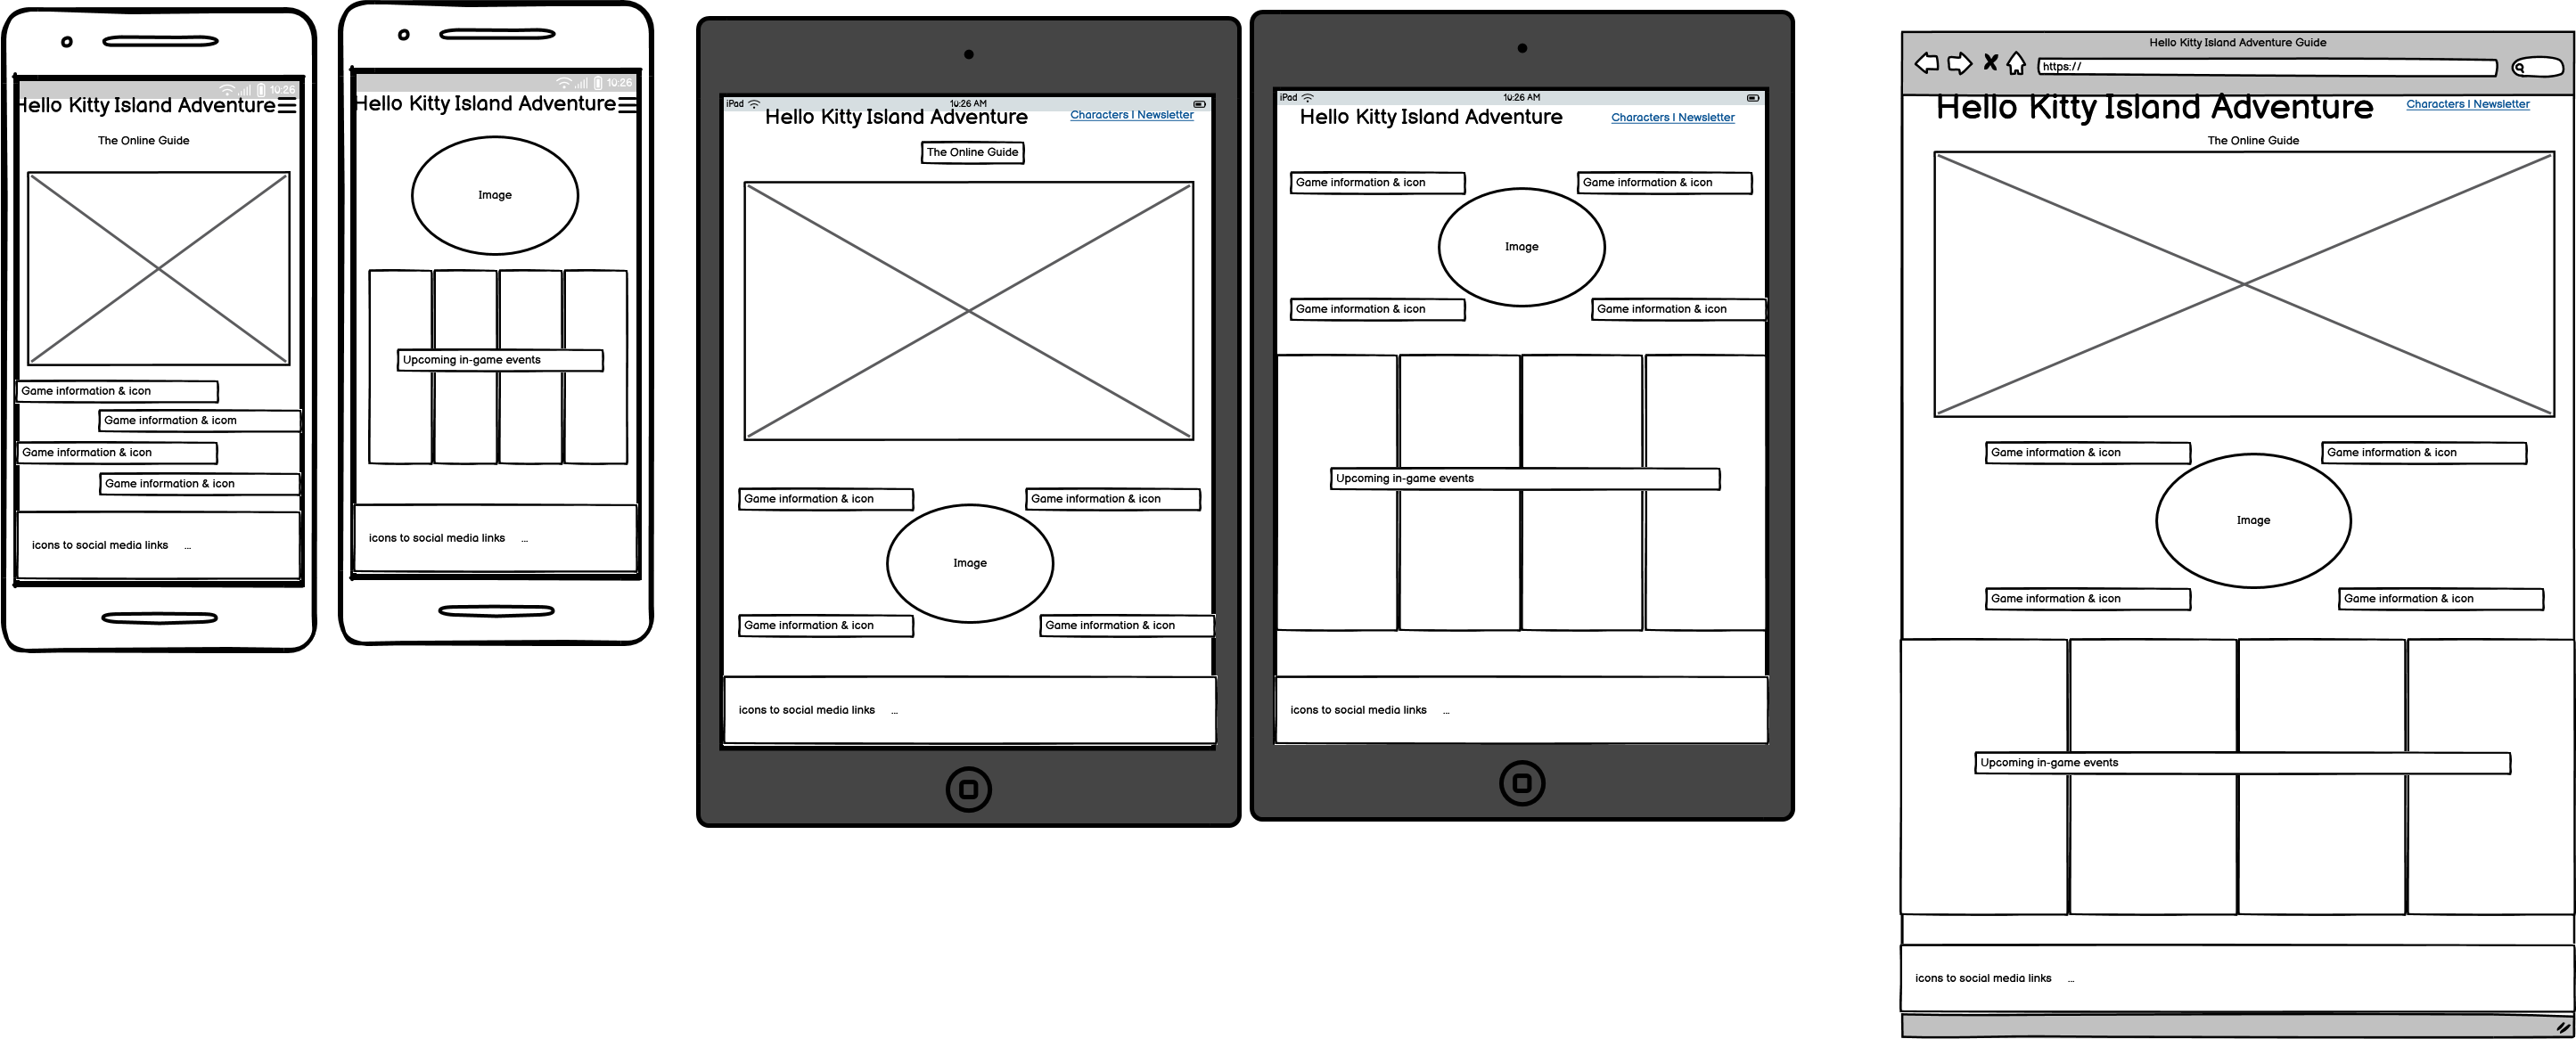 10:26
Hello Kitty Island Adventure
The Online Guide
Game information & icon
Game information & icom
Game information & icon
Game information & icon
icons to social media links ...
10:26
Hello Kitty Island Adventure
Image
Upcoming in-game events
icons to social media links ...
iPad 10:26 AM
Hello Kitty Island Adventure Characters | Newsletter
The Online Guide
Game information & icon Game information & icon
Image
Game information & icon Game information & icon
icons to social media links ...
iPad 10:26 AM
Hello Kitty Island Adventure Characters | Newsletter
Game information & icon Game information & icon
Image
Game information & icon Game information & icon
Upcoming in-game events
icons to social media links ...
Hello Kitty Island Adventure Guide
https://
Hello Kitty Island Adventure Characters | Newsletter
The Online Guide
Game information & icon Game information & icon
Image
Game information & icon Game information & icon
Upcoming in-game events
icons to social media links ...